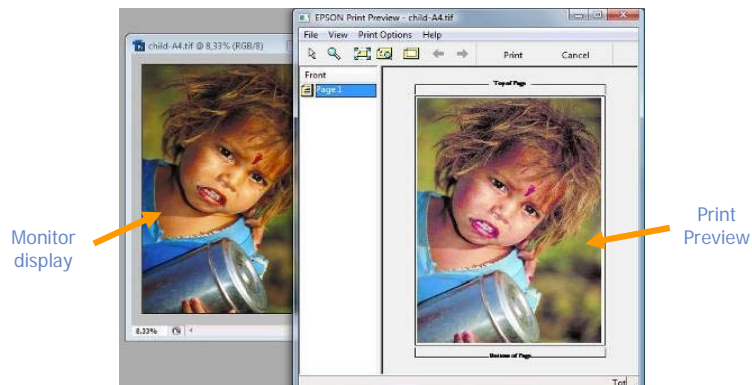 EPSON Print Preview - child-A4.tif
File View Print Options Help
Print Cancel
child-A4.tif @ 8,33% (RGB/8)
Front
Page 1
Top of Page
Monitor
display
Print
Preview
8,33%
Bottom of Page
Tot